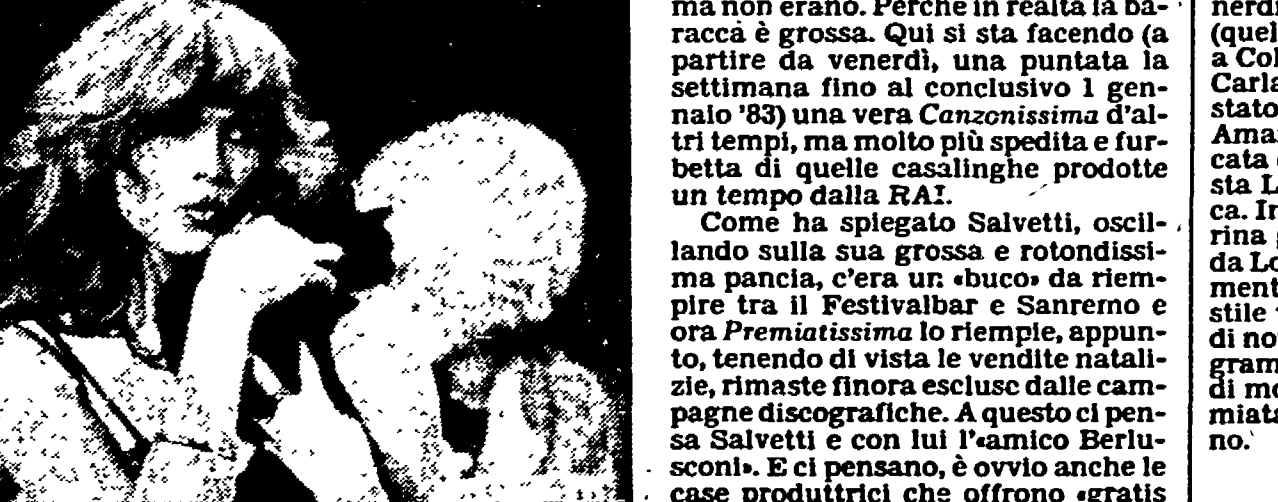 ma non erano. Perché in realtà la ba-
racca è grossa. Qui si sta facendo (a
partire da venerdì, una puntata la
settimana fino al conclusivo 1 gen-
naio '83) una vera Canzonissima d'al-
tri tempi, ma molto più spedita e fur-
betta di quelle casalinghe prodotte
un tempo dalla RAI.
Come ha spiegato Salvetti, oscil-
lando sulla sua grossa e rotondissi-
ma pancia, c'era un «buco» da riem-
pire tra il Festivalbar e Sanremo e
ora Premiatissima lo riempie, appun-
to, tenendo di vista le vendite natali-
zie, rimaste finora escluse dalle cam-
pagne discografiche. A questo ci pen-
sa Salvetti e con lui l'«amico Berlu-
sconi». E ci pensano, è ovvio anche le
case produttrici che offrono «gratis
nerdì
(quel
a Col
Carla
stato
Ama
cata
sta L
ca. In
rina
da Lo
ment
stile
di no
gram
di mo
miata
no.